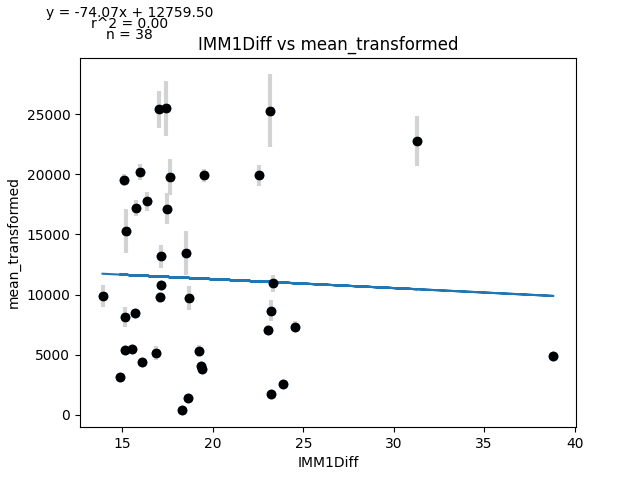 y = -74.07x + 12759.50
r^2 = 0.00
n = 38
IMM1Diff vs mean_transformed
mean_transformed
25000
20000
15000
10000
5000
0
15 20 25 30 35 40
IMM1Diff